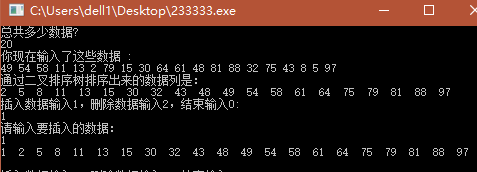 C:\Users\dell1\Desktop\233333.exe
总共多少数据?
20
你现在输入了这些数据 :
49 54 58 11 13 2 79 15 30 64 61 48 81 88 32 75 43 8 5 97
通过二叉排序树排序出来的数据列是:
2 5 8 11 13 15 30 32 43 48 49 54 58 61 64 75 79 81 88 97
插入数据输入1，删除数据输入2，结束输入0:
1
请输入要插入的数据:
1
1 2 5 8 11 13 15 30 32 43 48 49 54 58 61 64 75 79 81 88 97